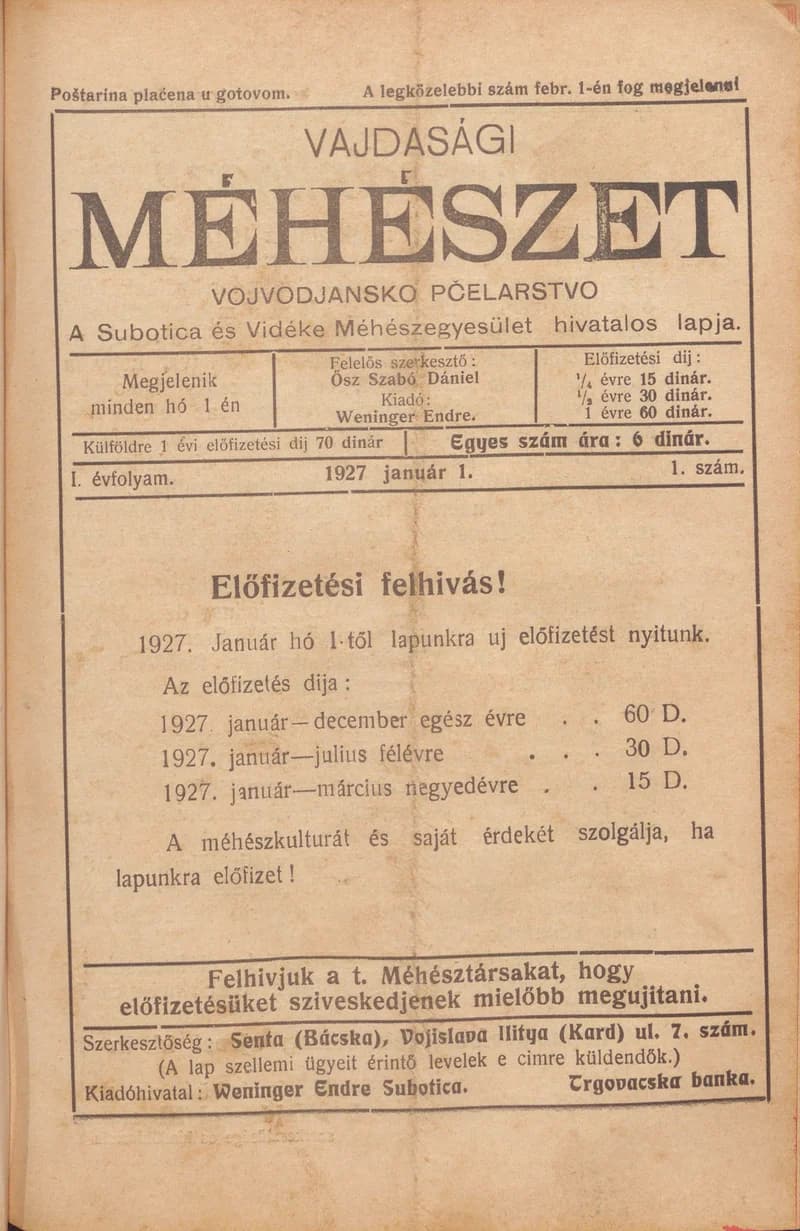 Poštarina plaćena u gotovom. A legközelebbi szám febr. 1-én fog megjelenni
VAJDASÁGI
MÉHÉSZET
VOJVODJANSKO PČELARSTVO
A Subotica és Vidéke Méhészegyesület hivatalos lapja.
Megjelenik
minden hó 1 én
Felelős szerkesztő:
Ősz Szabó Dániel
Kiadó:
Weninger Endre.
Előfizetési dij:
¼ évre 15 dinár.
½ évre 30 dinár.
1 évre 60 dinár.
Külföldre 1 évi előfizetési dij 70 dinár | Egyes szám ára: 6 dinár.
I. évfolyam. 1927 január 1. 1. szám.
Előfizetési felhivás!
1927. Január hó 1-től lapunkra uj előfizetést nyitunk.
Az előfizetés dija:
1927. január—december egész évre . . 60 D.
1927. január—julius félévre . . . 30 D.
1927. január—március negyedévre . . 15 D.
A méhészkulturát és saját érdekét szolgálja, ha
lapunkra előfizet!
Felhivjuk a t. Méhésztársakat, hogy
előfizetésüket sziveskedjenek mielőbb megujitani.
Szerkesztőség: Senta (Bácska), Vojislava Ilitya (Kard) ul. 7. szám.
(A lap szellemi ügyeit érintő levelek e cimre küldendők.)
Kiadóhivatal: Weninger Endre Subotica. Trgovacska banka.